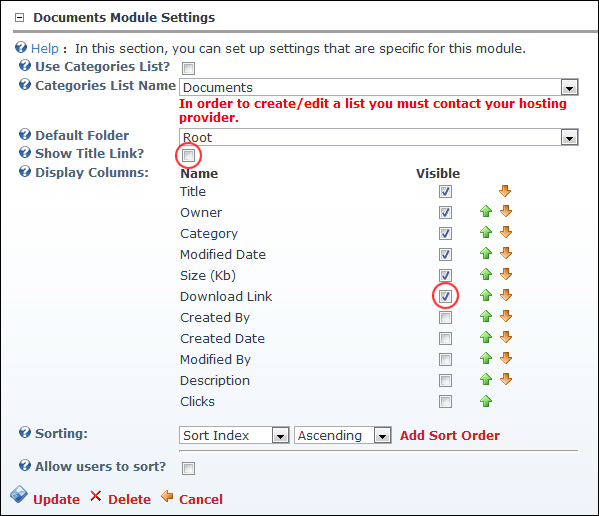 Documents Module Settings
Help : In this section, you can set up settings that are specific for this module.
Use Categories List?
Categories List Name Documents
In order to create/edit a list you must contact your hosting
provider.
Default Folder Root
Show Title Link?
Display Columns: Name Visible
Title
Owner
Category
Modified Date
Size (Kb)
Download Link
Created By
Created Date
Modified By
Description
Clicks
Sorting: Sort Index Ascending Add Sort Order
Allow users to sort?
Update Delete Cancel